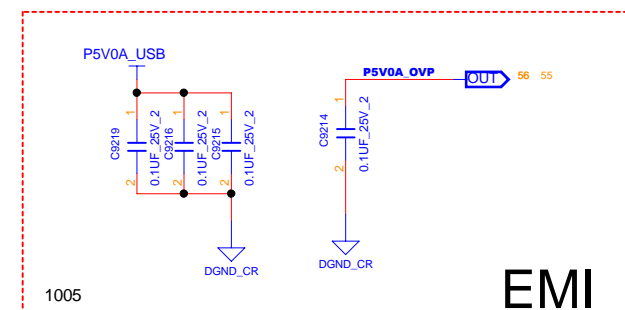 P5V0A_USB
P5V0A_OVP
OUT 56 55
1 1 1
C9219 0.1UF_25V_2
C9216 0.1UF_25V_2
C9215 0.1UF_25V_2
2 2 2
1
C9214 0.1UF_25V_2
2
DGND_CR
DGND_CR
1005
EMI